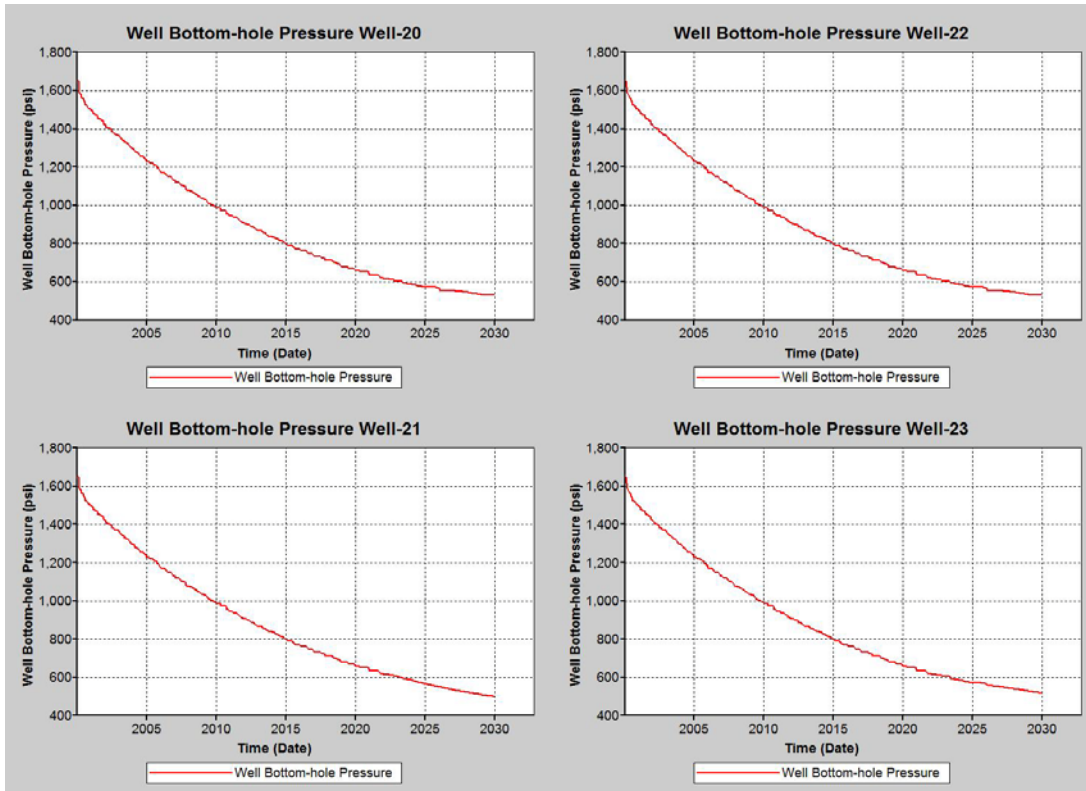 Well Bottom-hole Pressure Well-20
Well Bottom-hole Pressure (psi)
1,800
1,600
1,400
1,200
1,000
800
600
400
2005 2010 2015 2020 2025 2030
Time (Date)
Well Bottom-hole Pressure
Well Bottom-hole Pressure Well-22
Well Bottom-hole Pressure (psi)
1,800
1,600
1,400
1,200
1,000
800
600
400
2005 2010 2015 2020 2025 2030
Time (Date)
Well Bottom-hole Pressure
Well Bottom-hole Pressure Well-21
Well Bottom-hole Pressure (psi)
1,800
1,600
1,400
1,200
1,000
800
600
400
2005 2010 2015 2020 2025 2030
Time (Date)
Well Bottom-hole Pressure
Well Bottom-hole Pressure Well-23
Well Bottom-hole Pressure (psi)
1,800
1,600
1,400
1,200
1,000
800
600
400
2005 2010 2015 2020 2025 2030
Time (Date)
Well Bottom-hole Pressure